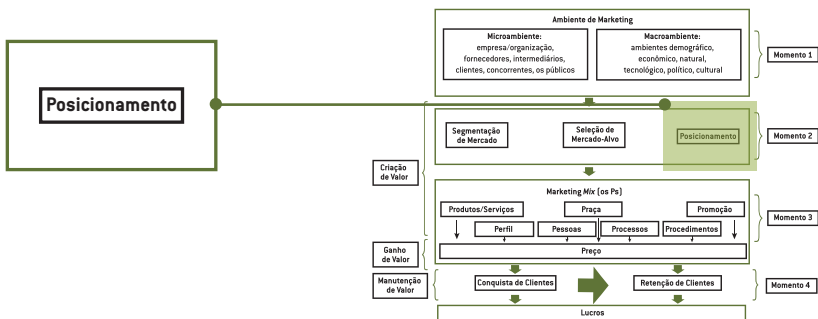 Posicionamento
Ambiente de Marketing
Microambiente:
empresa/organização,
fornecedores, intermediários,
clientes, concorrentes, os públicos
Macroambiente:
ambientes demográfico,
econômico, natural,
tecnológico, político, cultural
Momento 1
Segmentação
de Mercado
Seleção de
Mercado-Alvo
Posicionamento
Momento 2
Criação
de Valor
Marketing Mix (os Ps)
Produtos/Serviços
Praça
Promoção
Perfil
Pessoas
Processos
Procedimentos
Preço
Momento 3
Ganho
de Valor
Manutenção
de Valor
Conquista de Clientes
Retenção de Clientes
Momento 4
Lucros